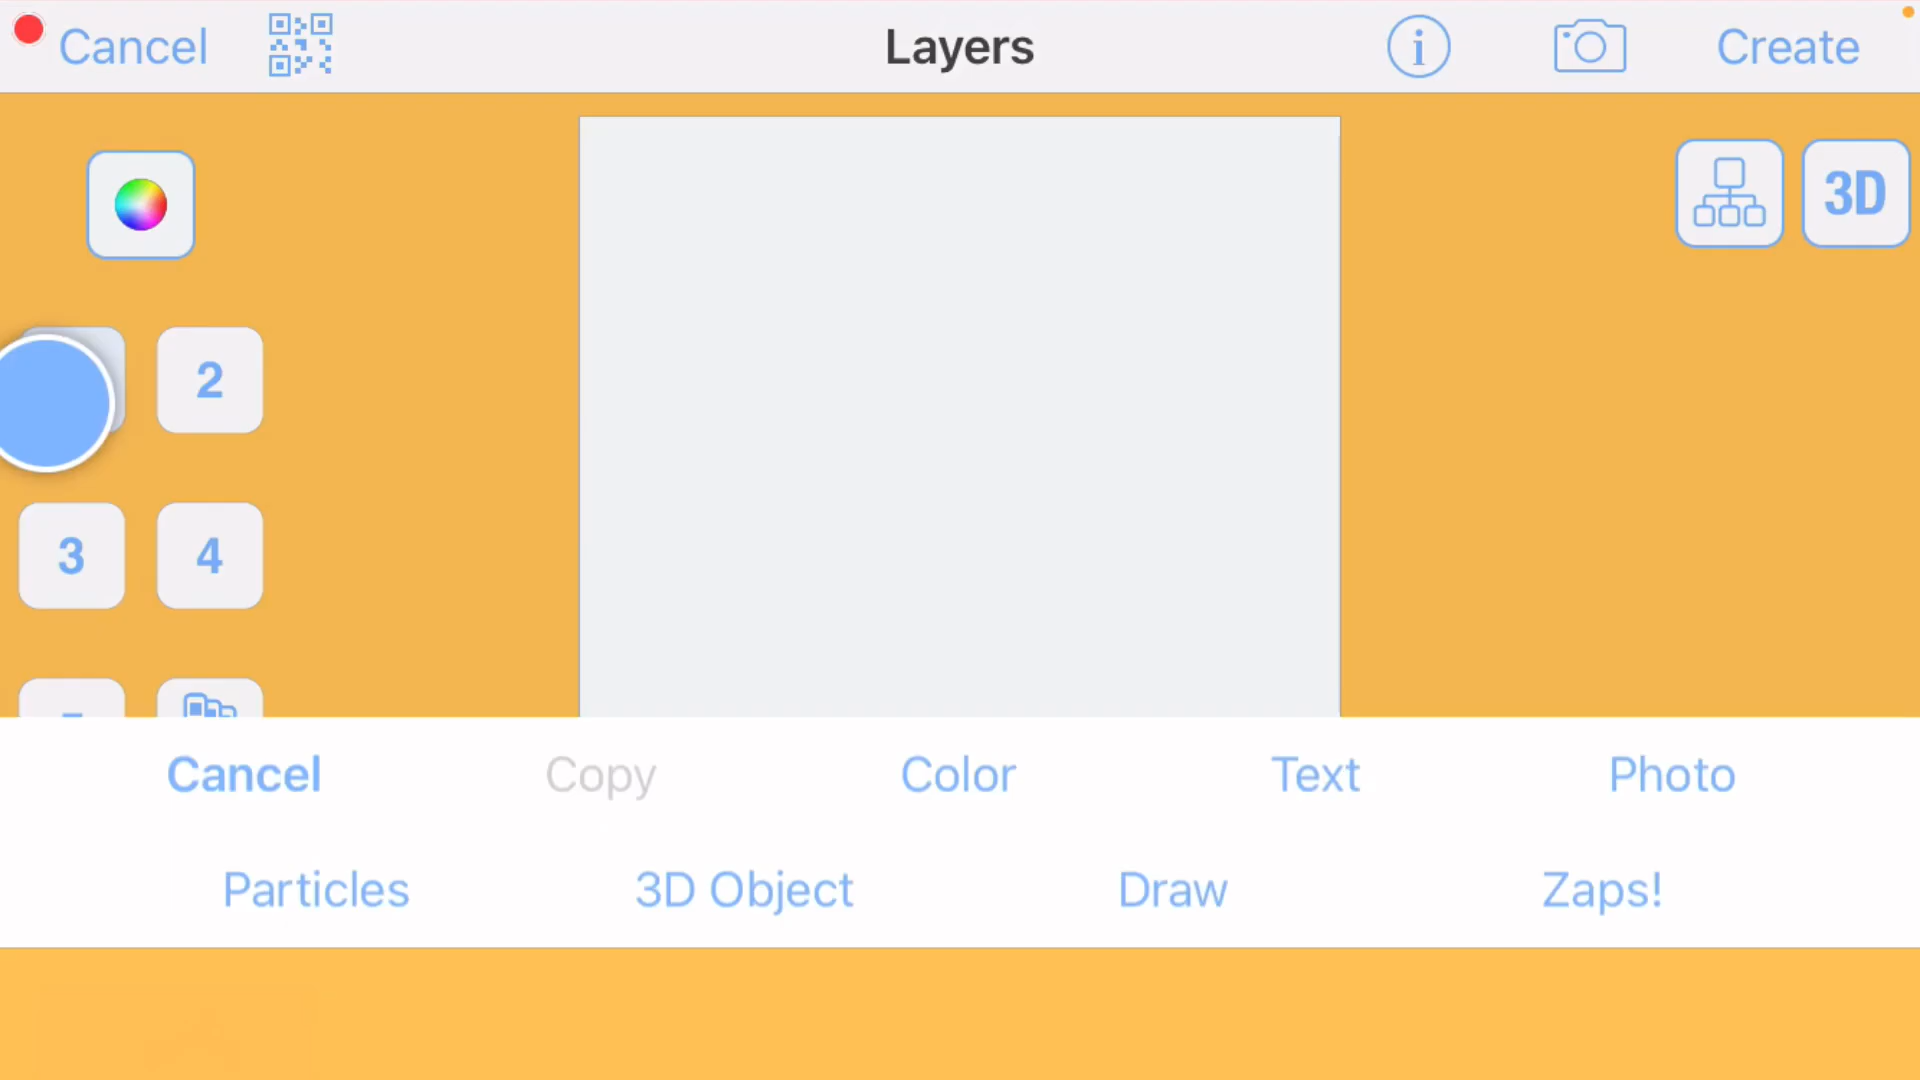 Cancel Layers i Create
3D
2
3 4
Cancel Copy Color Text Photo
Particles 3D Object Draw Zaps!